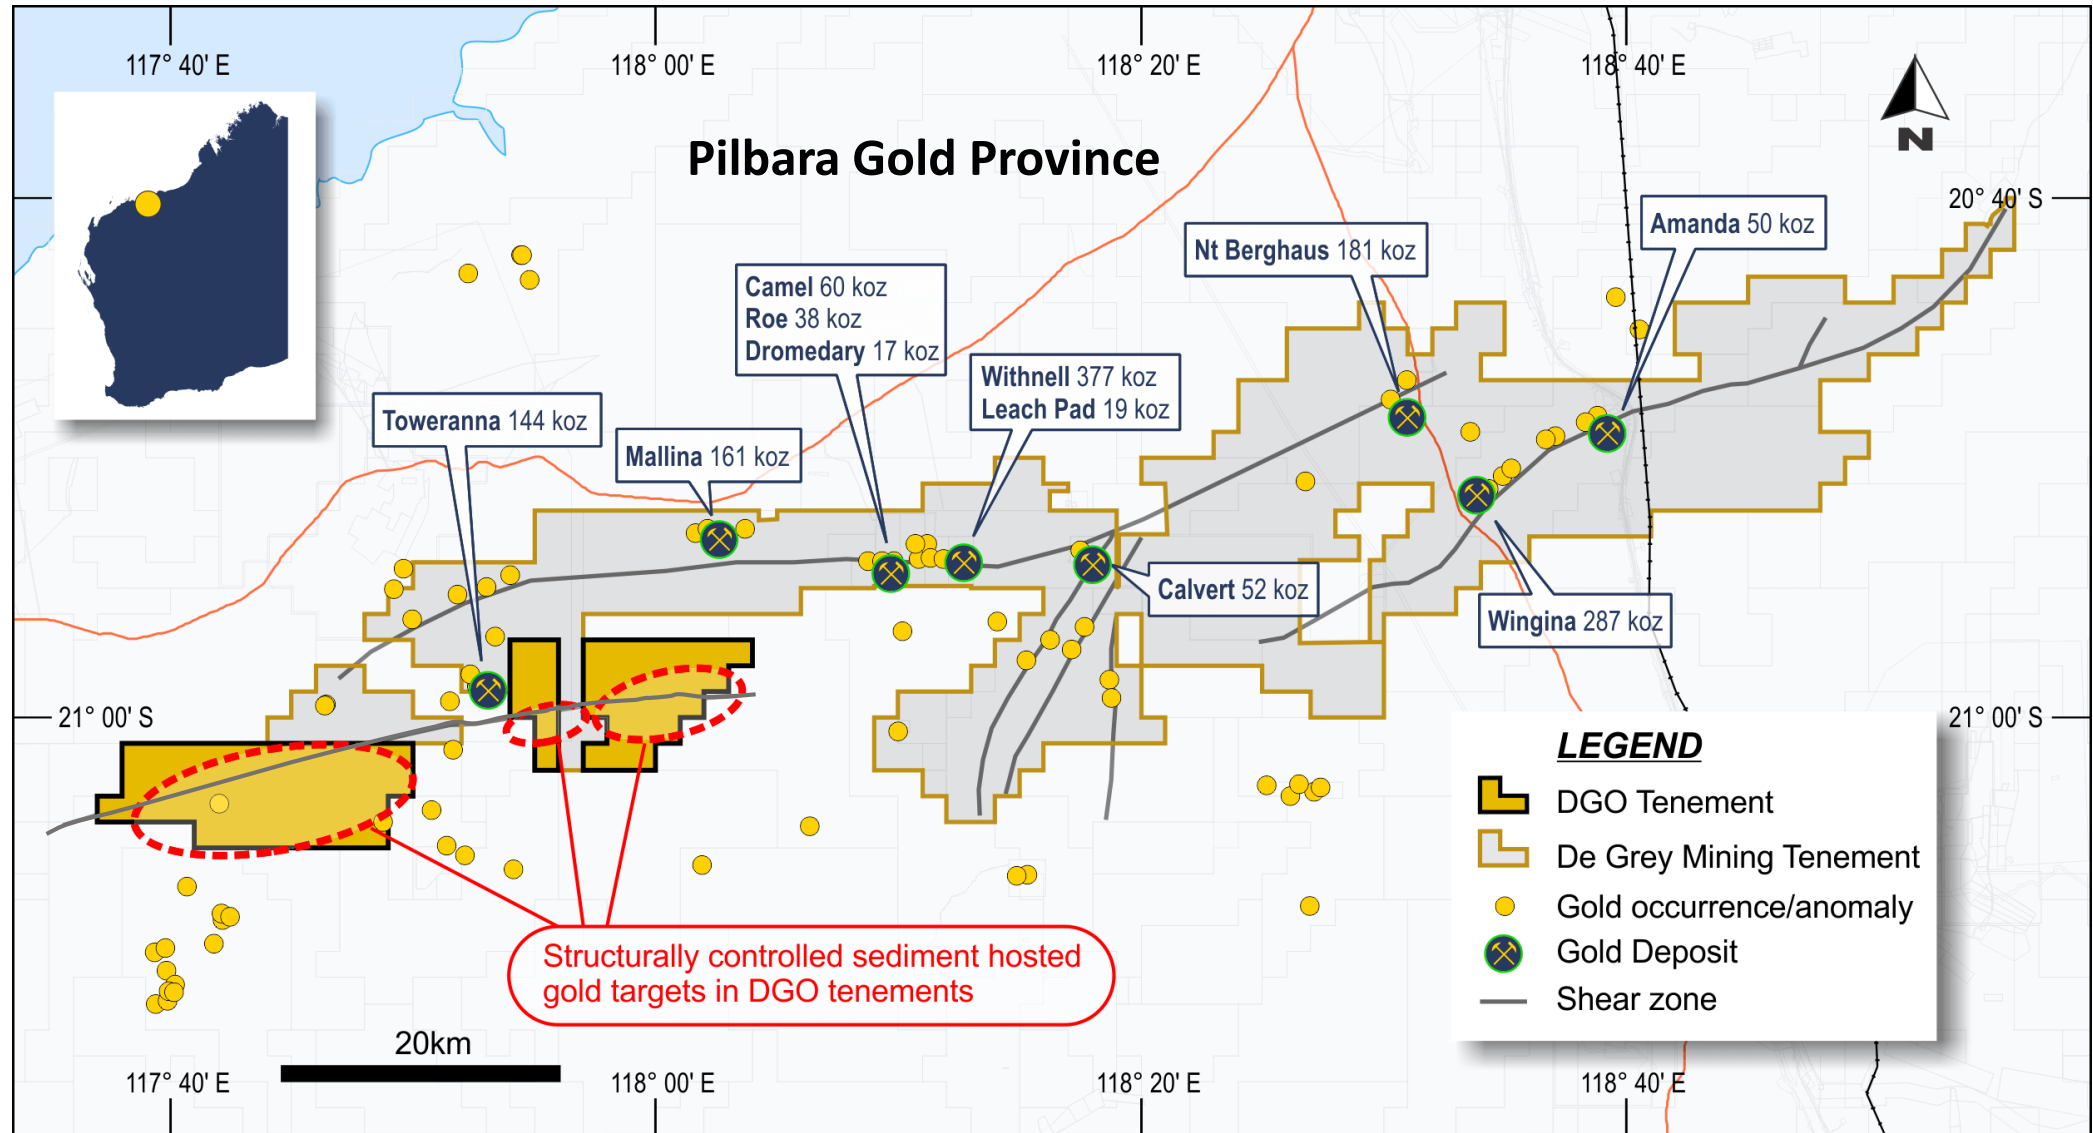 117° 40' E
118° 00' E
118° 20' E
118° 40' E
N
Pilbara Gold Province
20° 40' S
Amanda 50 koz
Nt Berghaus 181 koz
Camel 60 koz
Roe 38 koz
Dromedary 17 koz
Withnell 377 koz
Leach Pad 19 koz
Toweranna 144 koz
Mallina 161 koz
Calvert 52 koz
Wingina 287 koz
21° 00' S
21° 00' S
LEGEND
DGO Tenement
De Grey Mining Tenement
Gold occurrence/anomaly
Gold Deposit
Shear zone
Structurally controlled sediment hosted
gold targets in DGO tenements
20km
117° 40' E
118° 00' E
118° 20' E
118° 40' E